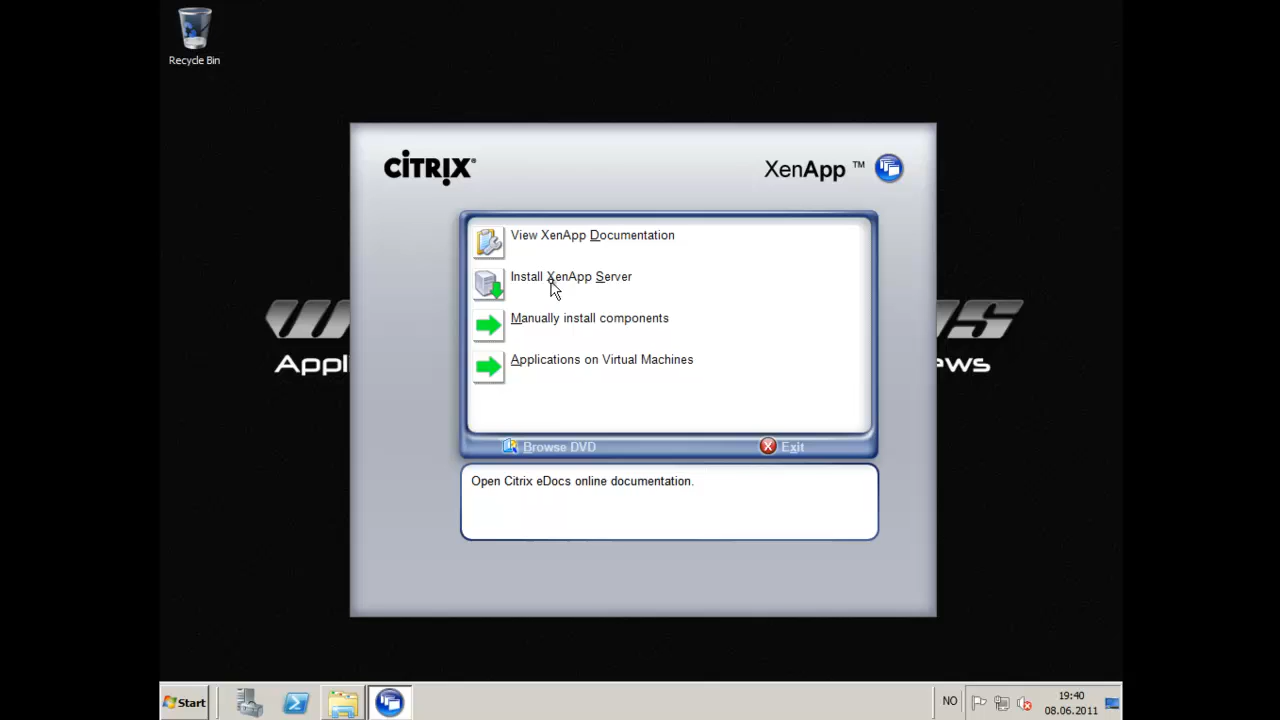 Recycle Bin
CITRIX®
XenApp ™
View XenApp Documentation
Install XenApp Server
Manually install components
Applications on Virtual Machines
Appl
ews
Browse DVD
Exit
Open Citrix eDocs online documentation.
Start
NO
19:40
08.06.2011